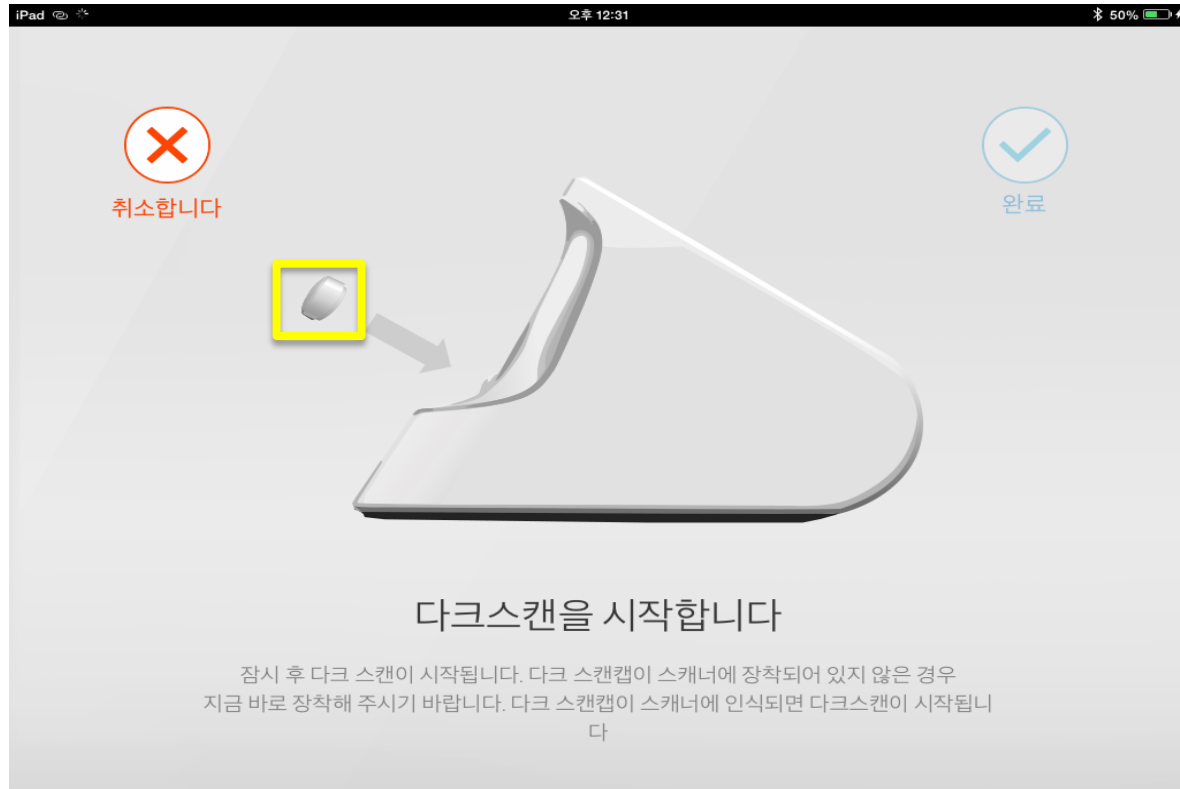 iPad
오후 12:31
50%
취소합니다
완료
다크스캔을 시작합니다
잠시 후 다크 스캔이 시작됩니다. 다크 스캔캡이 스캐너에 장착되어 있지 않은 경우
지금 바로 장착해 주시기 바랍니다. 다크 스캔캡이 스캐너에 인식되면 다크스캔이 시작됩니
다